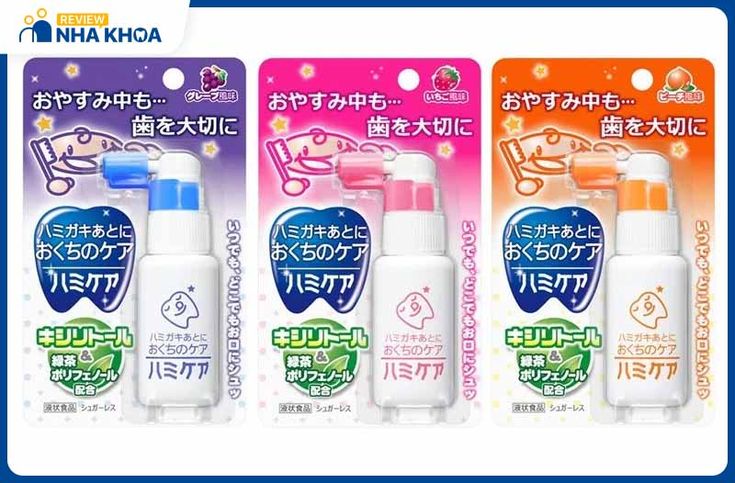 REVIEW
NHA KHOA
グレープ風味
おやすみ中も…
歯を大切に
ハミガキあとに
おくちのケア
ハミケア
キシリトール
&
緑茶
ポリフェノール
配合
液状食品 シュガーレス
いつでも、どこでもお口にシュッ
ハミガキあとに
おくちのケア
ハミケア
いちご風味
おやすみ中も…
歯を大切に
ハミガキあとに
おくちのケア
ハミケア
キシリトール
&
緑茶
ポリフェノール
配合
液状食品 シュガーレス
いつでも、どこでもお口にシュッ
ハミガキあとに
おくちのケア
ハミケア
ピーチ風味
おやすみ中も…
歯を大切に
ハミガキあとに
おくちのケア
ハミケア
キシリトール
&
緑茶
ポリフェノール
配合
液状食品 シュガーレス
いつでも、どこでもお口にシュッ
ハミガキあとに
おくちのケア
ハミケア